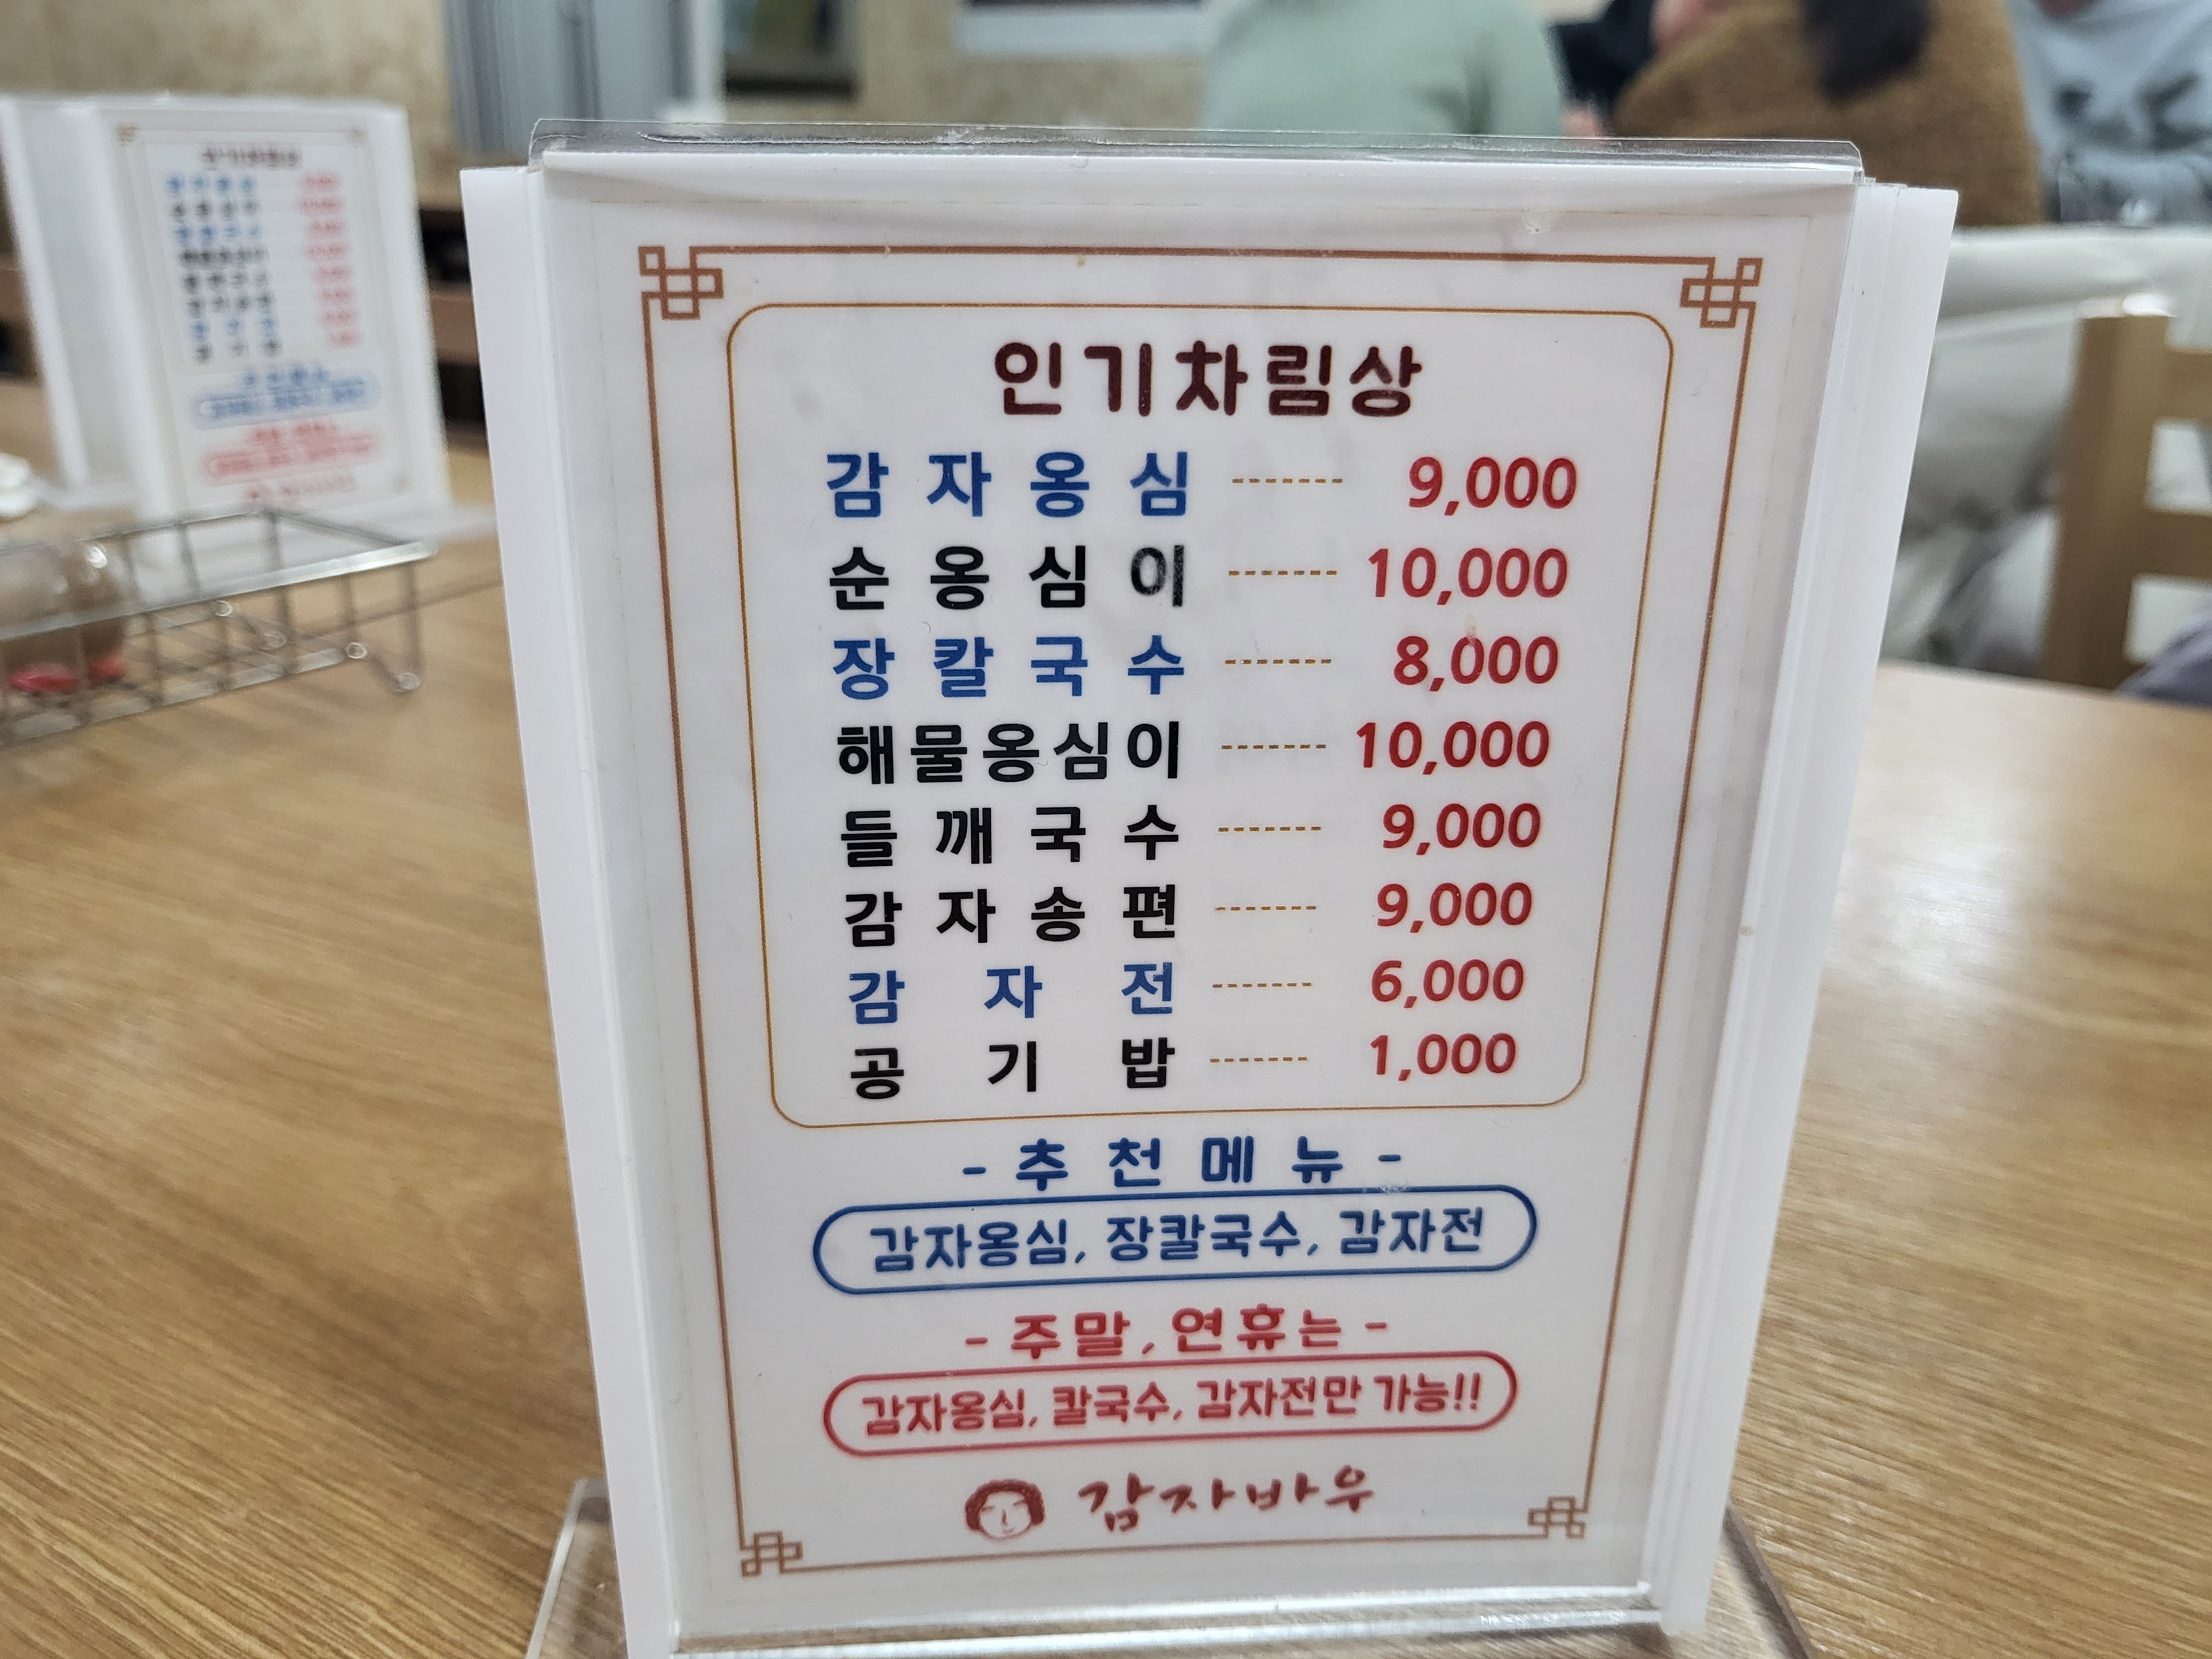 인기차림상
감자옹심 ------- 9,000
순옹심이 ------- 10,000
장칼국수 ------- 8,000
해물옹심이 ------- 10,000
들깨국수 ------- 9,000
감자송편 ------- 9,000
감자전 ------- 6,000
공기밥 ------- 1,000
- 추천메뉴 -
감자옹심, 장칼국수, 감자전
- 주말, 연휴는 -
감자옹심, 칼국수, 감자전만 가능!!
감자바우